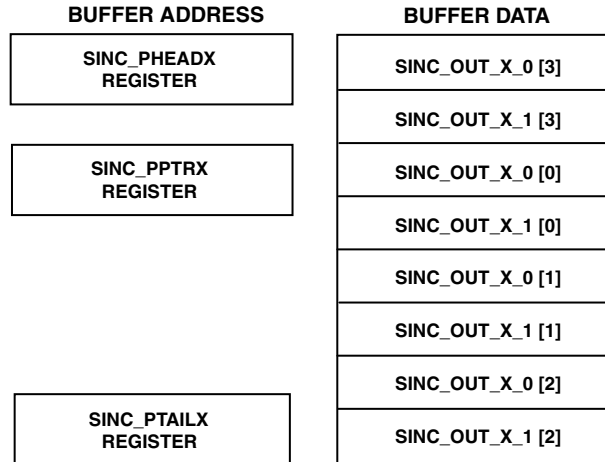 BUFFER ADDRESS
BUFFER DATA
SINC_PHEADX
REGISTER
SINC_OUT_X_0 [3]
SINC_OUT_X_1 [3]
SINC_PPTRX
REGISTER
SINC_OUT_X_0 [0]
SINC_OUT_X_1 [0]
SINC_OUT_X_0 [1]
SINC_OUT_X_1 [1]
SINC_OUT_X_0 [2]
SINC_PTAILX
REGISTER
SINC_OUT_X_1 [2]